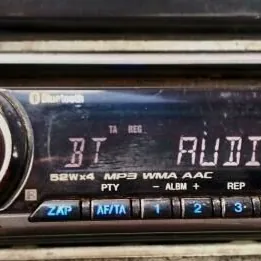 Bluetooth
TA REG
BT AUDI
52W×4 MP3 WMA AAC
PTY - ALBM + REP
R
ZAP AF/TA 1 2 3